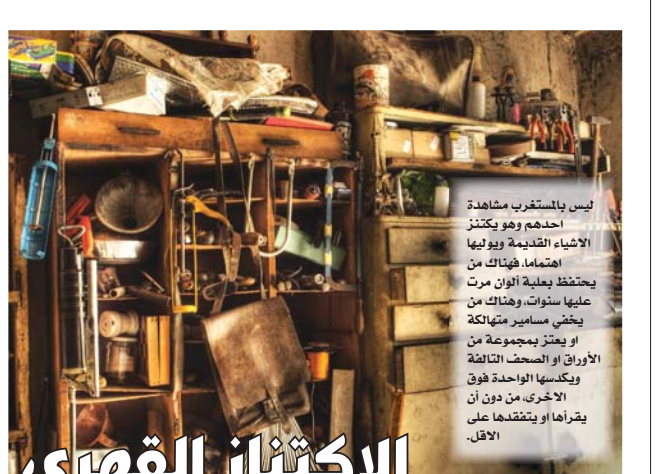 ليس بالمستغرب مشاهدة
احدهم وهو يكتنز
الاشياء القديمة ويوليها
اهتماما، فهناك من
يحتفظ بعلبة ألوان مرت
عليها سنوات، وهناك من
يخفي مسامير متهالكة
او يعتز بمجموعة من
الأوراق او الصحف التالفة
ويكدسها الواحدة فوق
الاخرى، من دون أن
يقرأها او يتفقدها على
الاقل.
الاكتناز القهري